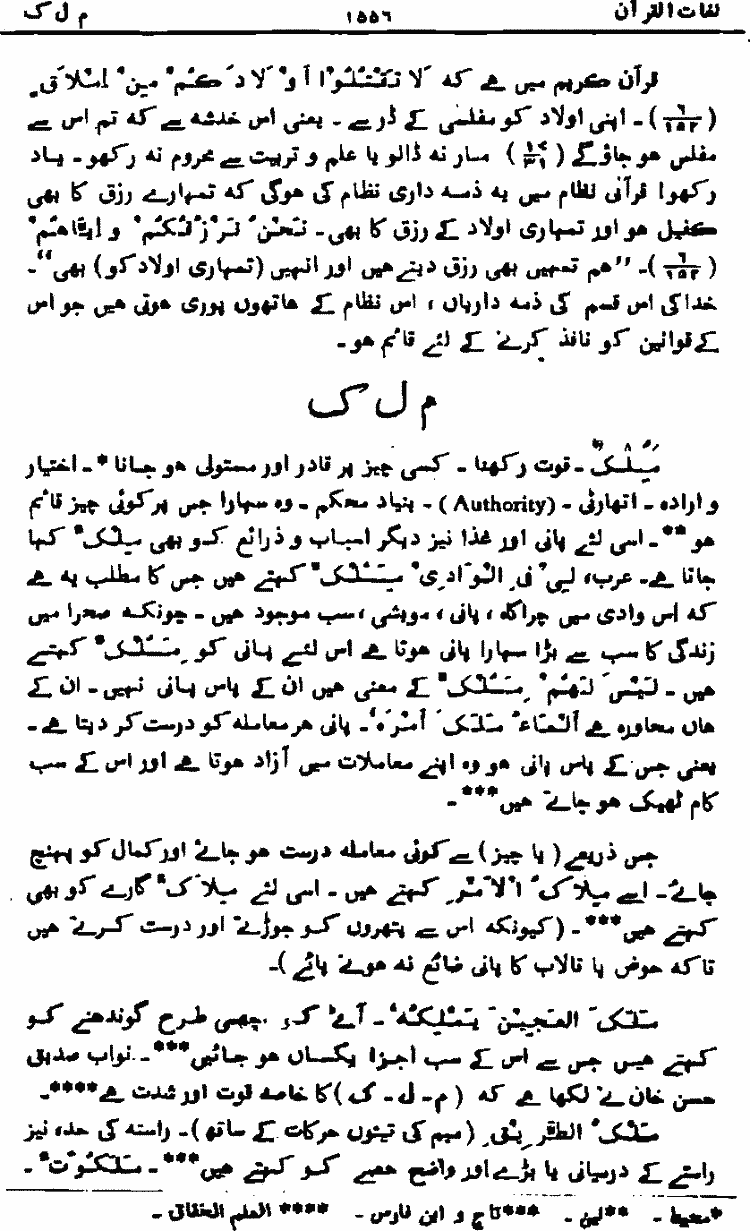 لغات القرآن ۱۵۵۶ م ل ک
قرآن کریم میں ہے کہ لَا تَقْتُلُوْا اَوْلَادَکُمْ مِنْ اِمْلَاقٍ
(۶/۱۵۲)۔ اپنی اولاد کو مفلسی کے ڈر سے ۔ یعنی اس خدشہ سے کہ تم اس سے
مفلس ہو جاؤ گے (۱۷/۳۱) مار نہ ڈالو یا علم و تربیت سے محروم نہ رکھو۔ یاد
رکھو! قرآنی نظام میں یہ ذمہ داری نظام کی ہوگی کہ تمہارے رزق کا بھی
کفیل ہو اور تمہاری اولاد کے رزق کا بھی۔ نَحْنُ نَرْزُقُکُمْ وَ اِیَّاہُمْ
(۶/۱۵۲)۔ ”ہم تمہیں بھی رزق دیتے ہیں اور انہیں (تمہاری اولاد کو) بھی“۔
خدا کی اس قسم کی ذمہ داریاں ، اس نظام کے ہاتھوں پوری ہوتی ہیں جو اس
کے قوانین کو نافذ کرنے کے لئے قائم ہو۔
م ل ک
مِلْکٌ ۔ قوت رکھنا ۔ کسی چیز پر قادر اور مستولی ہو جانا*۔ اختیار
و ارادہ ۔ اتھارٹی ۔ (Authority) ۔ بنیاد محکم ۔ وہ سہارا جس پر کوئی چیز قائم
ہو**۔ اسی لئے پانی اور غذا نیز دیگر اسباب و ذرائع کو بھی مِلْکٌ کہا
جاتا ہے۔ عرب، لِیْ فِی الْوَادِیْ مِلْکٌ کہتے ہیں جس کا مطلب یہ ہے
کہ اس وادی میں چراگاہ ، پانی ، مویشی ، سب موجود ہیں ۔ چونکہ صحرا میں
زندگی کا سب سے بڑا سہارا پانی ہوتا ہے اس لئے پانی کو مِلْکٌ کہتے
ہیں ۔ لَیْسَ لَہُمْ مِلْکٌ کے معنی ہیں ان کے پاس پانی نہیں ۔ ان کے
ہاں محاورہ ہے اَلْمَاءُ مَلَکَ اَمْرَہٗ۔ پانی ہر معاملہ کو درست کر دیتا ہے ۔
یعنی جس کے پاس پانی ہو وہ اپنے معاملات میں آزاد ہوتا ہے اور اس کے سب
کام ٹھیک ہو جاتے ہیں***۔
جس ذریعے (یا چیز) سے کوئی معاملہ درست ہو جائے اور کمال کو پہنچ
جائے۔ اسے مِلَاکُ الْاَمْرِ کہتے ہیں ۔ اسی لئے مِلَاکٌ گارے کو بھی
کہتے ہیں***۔ (کیونکہ اس سے پتھروں کو جوڑتے اور درست کرتے ہیں
تاکہ حوض یا تالاب کا پانی ضائع نہ ہونے پائے)۔
مَلَکَ الْعَجِیْنَ یَمْلِکُہٗ ۔ آٹے کو چھی طرح گوندھنے کو
کہتے ہیں جس سے اس کے سب اجزا یکساں ہو جائیں***۔ نواب صدیق
حسن خان نے لکھا ہے کہ (م۔ ل۔ ک) کا خاصہ قوت اور شدت ہے****۔
مَلْکُ الطَّرِیْقِ (میم کی تینوں حرکات کے ساتھ)۔ راستہ کی حد، نیز
راستے کے درمیانی یا بڑے اور واضح حصے کو کہتے ہیں***۔ مَلَکُوْتٌ ۔
*محیط ۔ **لین ۔ ***تاج و ابن فارس ۔ ****العلم الخفاق ۔